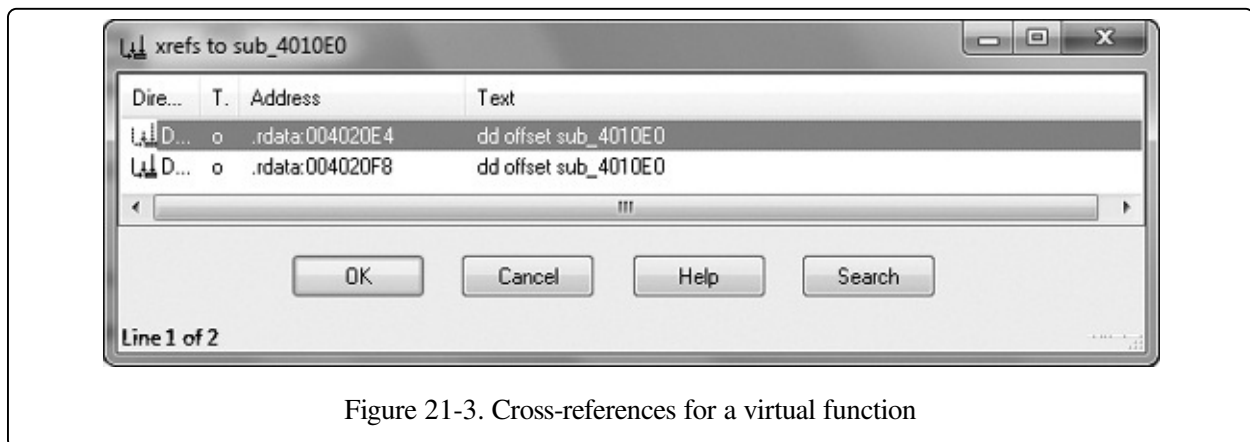 xrefs to sub_4010E0
Dire... T. Address Text
D... o .rdata:004020E4 dd offset sub_4010E0
D... o .rdata:004020F8 dd offset sub_4010E0
OK Cancel Help Search
Line 1 of 2
Figure 21-3. Cross-references for a virtual function